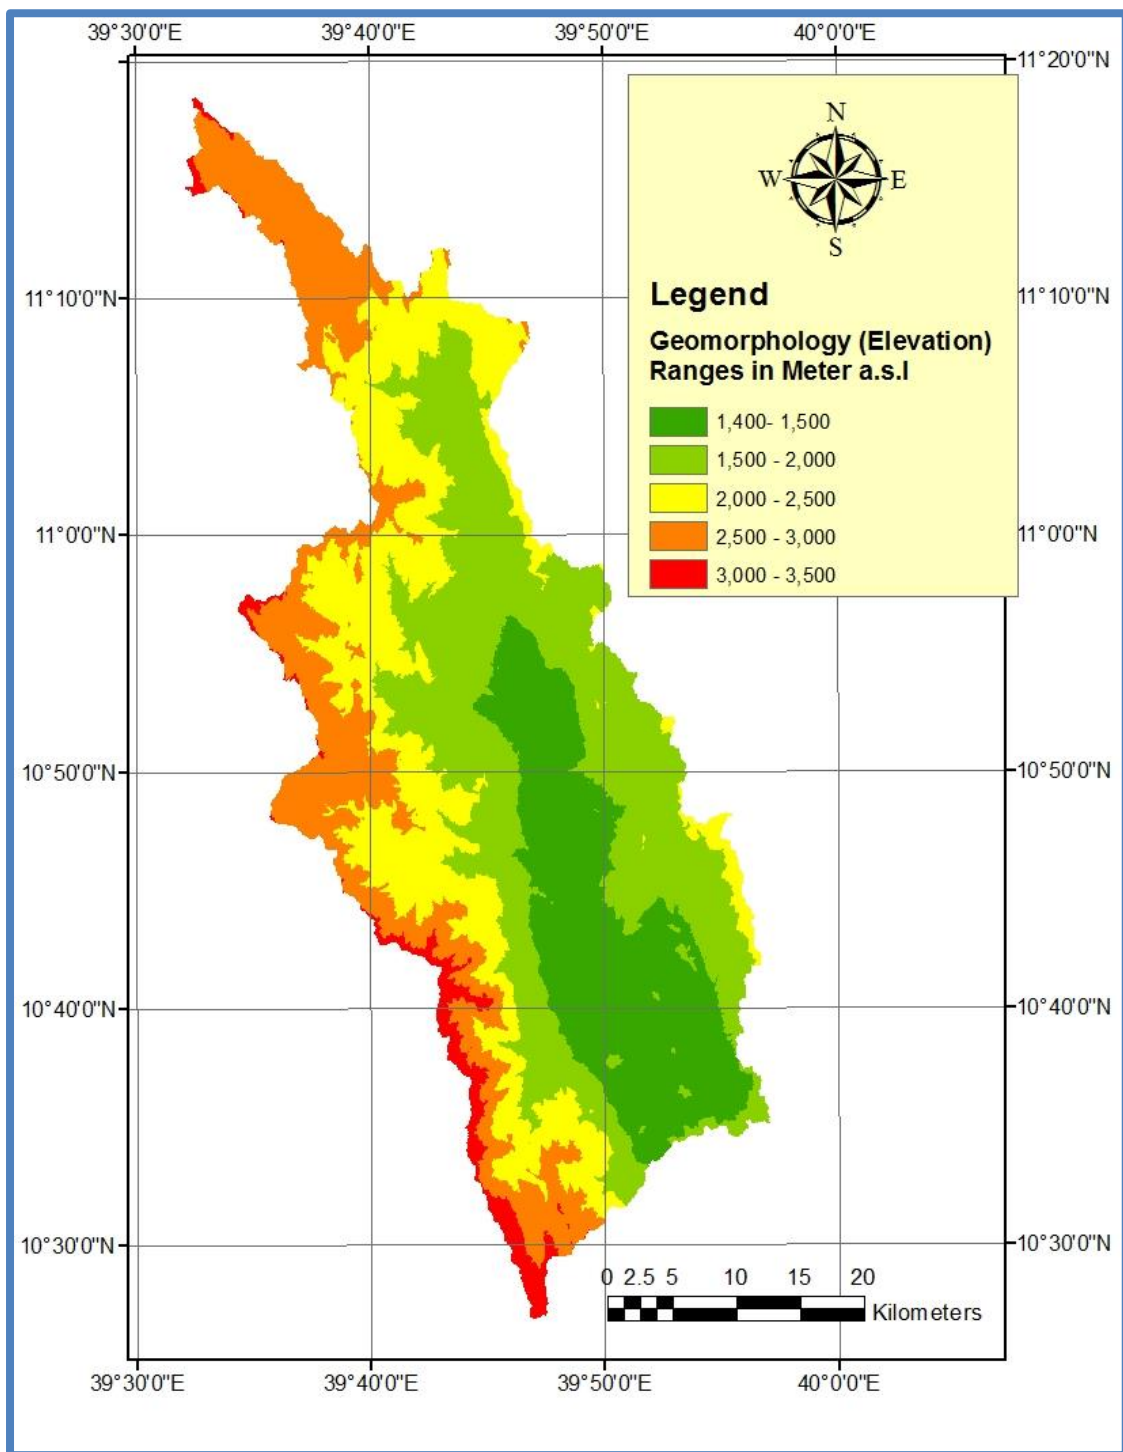 39°30'0"E 39°40'0"E 39°50'0"E 40°0'0"E
11°20'0"N
N
W E
S
11°10'0"N 11°10'0"N
Legend
Geomorphology (Elevation)
Ranges in Meter a.s.l
1,400- 1,500
1,500 - 2,000
2,000 - 2,500
2,500 - 3,000
3,000 - 3,500
11°0'0"N 11°0'0"N
10°50'0"N 10°50'0"N
10°40'0"N 10°40'0"N
10°30'0"N 10°30'0"N
0 2.5 5 10 15 20
Kilometers
39°30'0"E 39°40'0"E 39°50'0"E 40°0'0"E